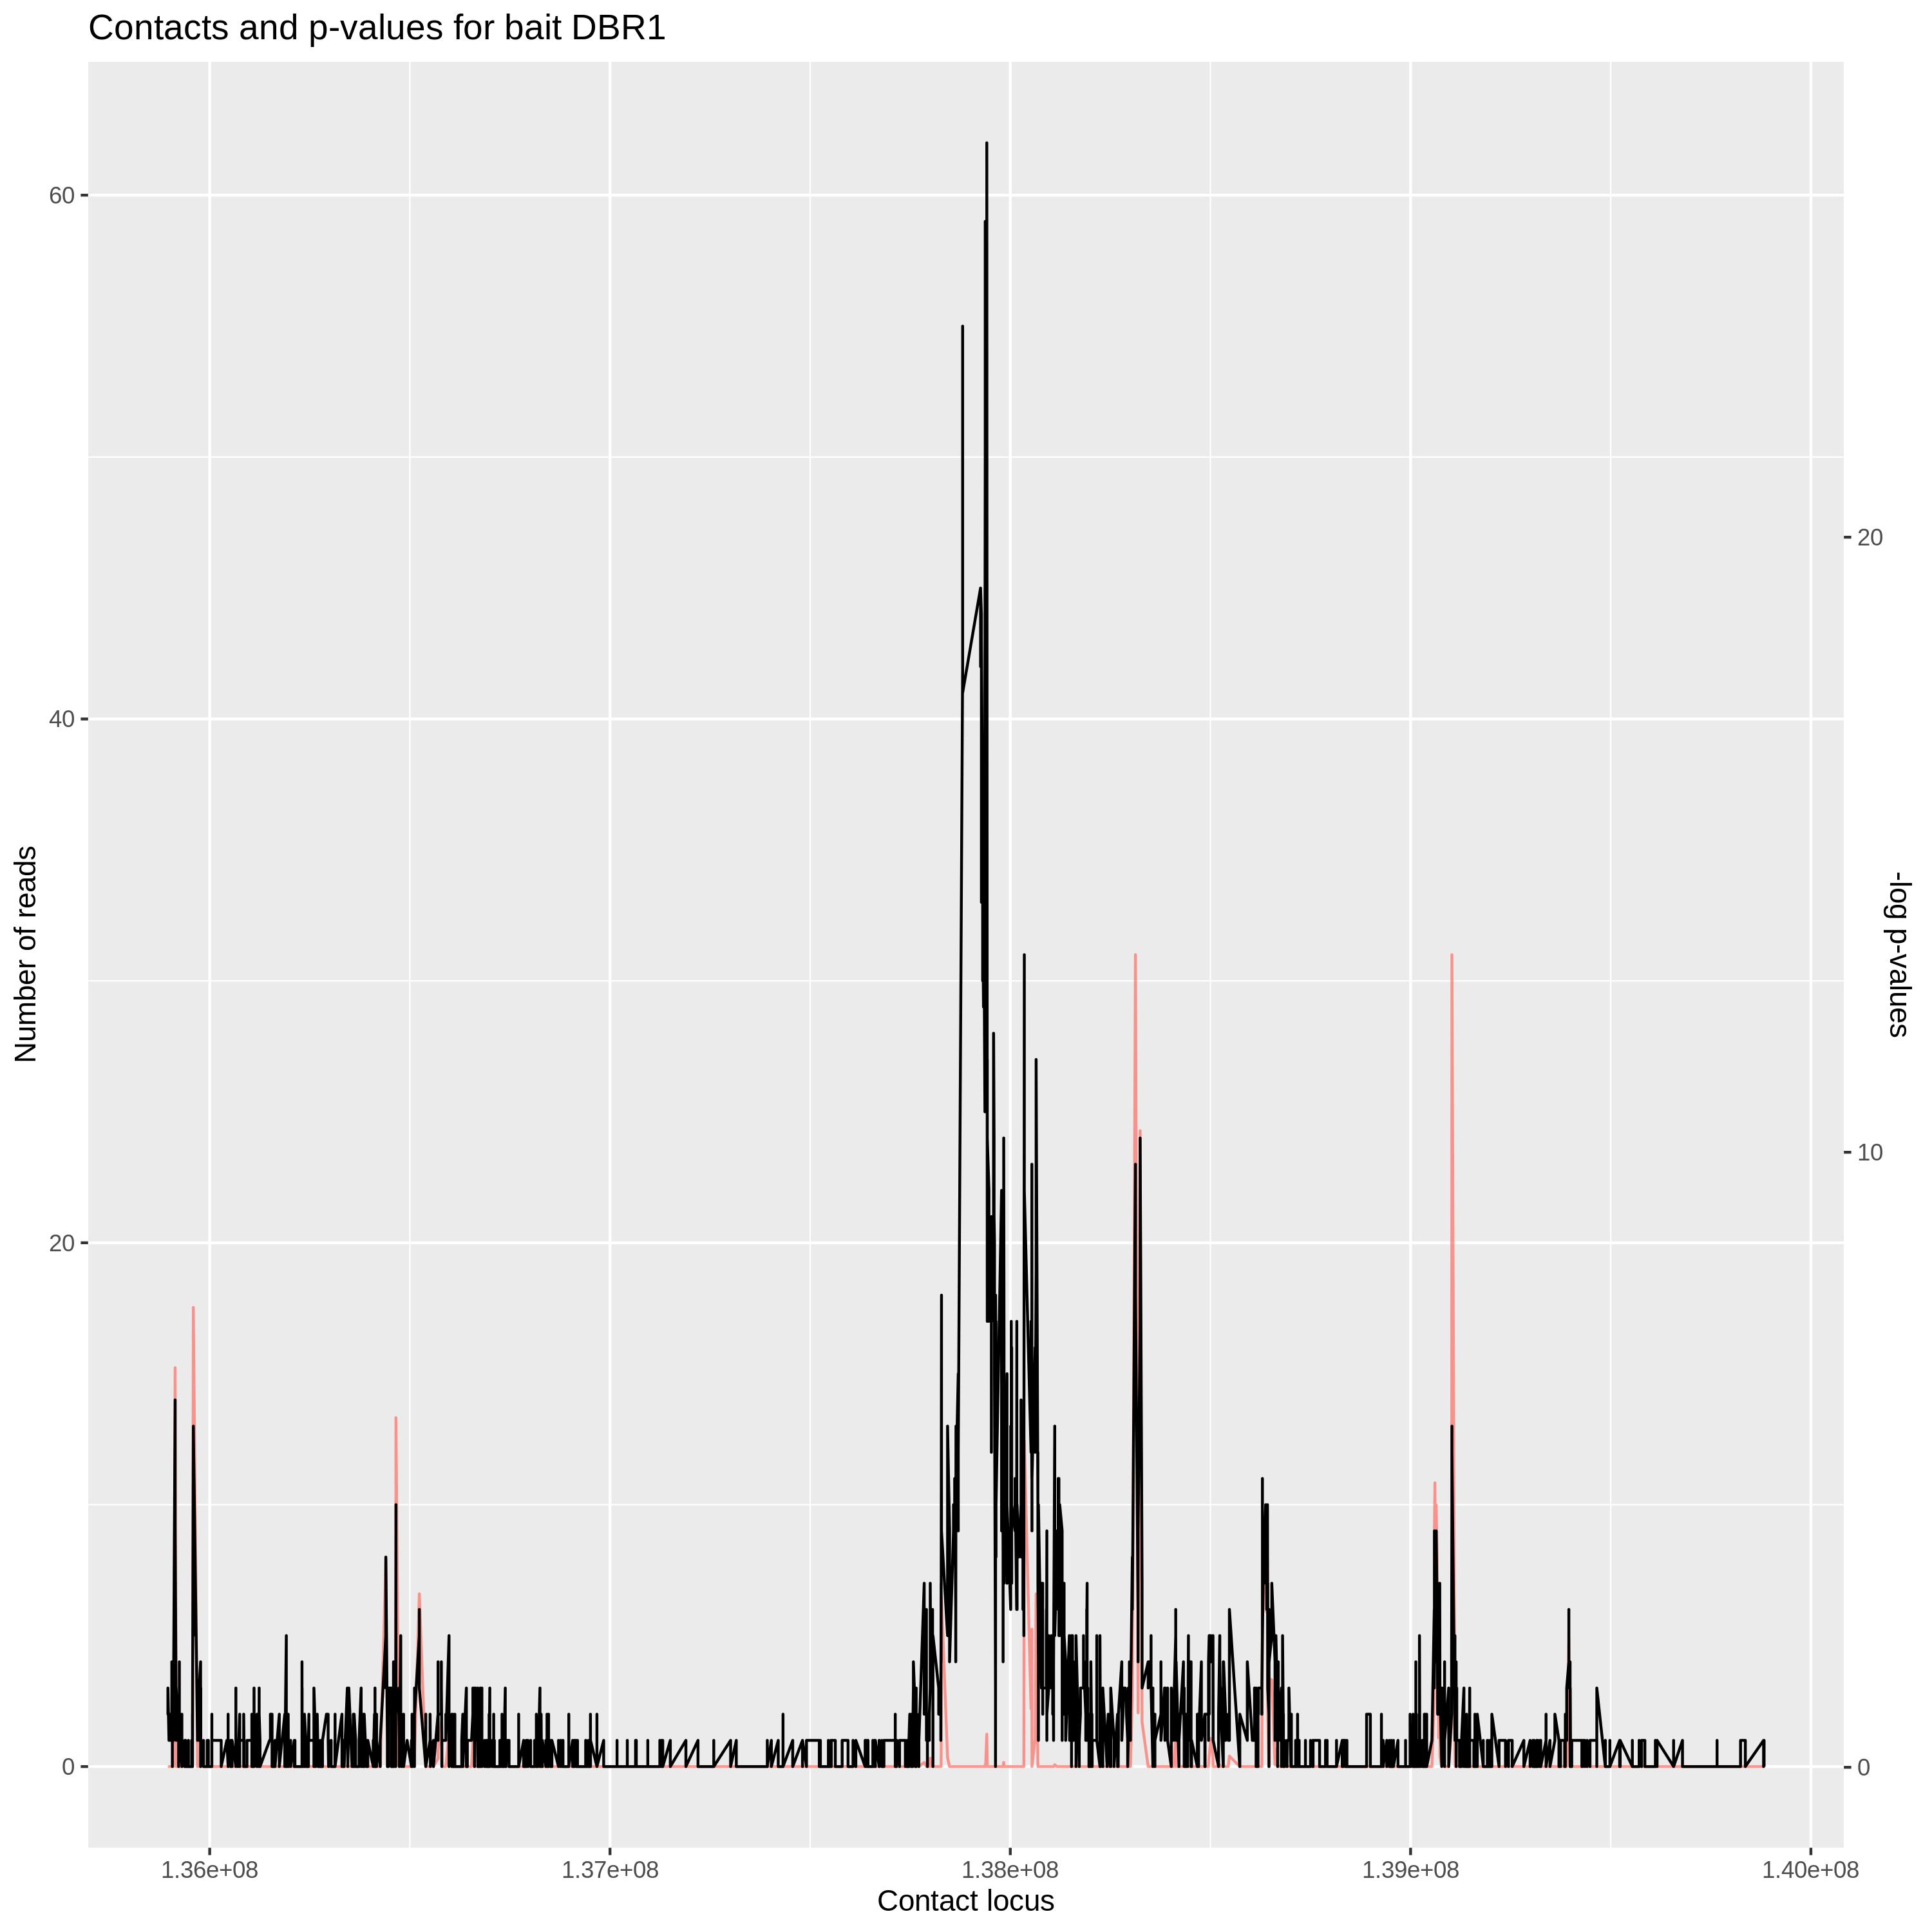 Contacts and p-values for bait DBR1
60
40
20
0
Number of reads
20
10
0
-log p-values
1.36e+08
1.37e+08
1.38e+08
1.39e+08
1.40e+08
Contact locus